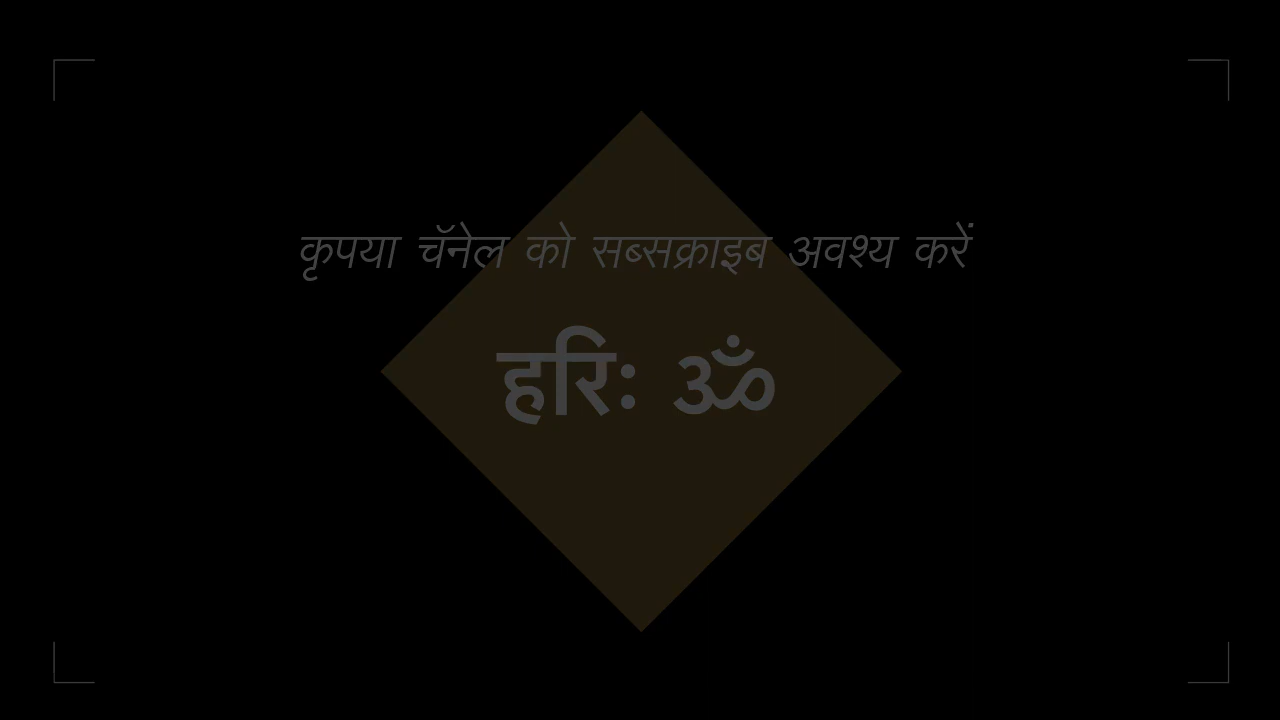 कृपया चॅनेल को सब्सक्राइब अवश्य करें
हरिः ॐ